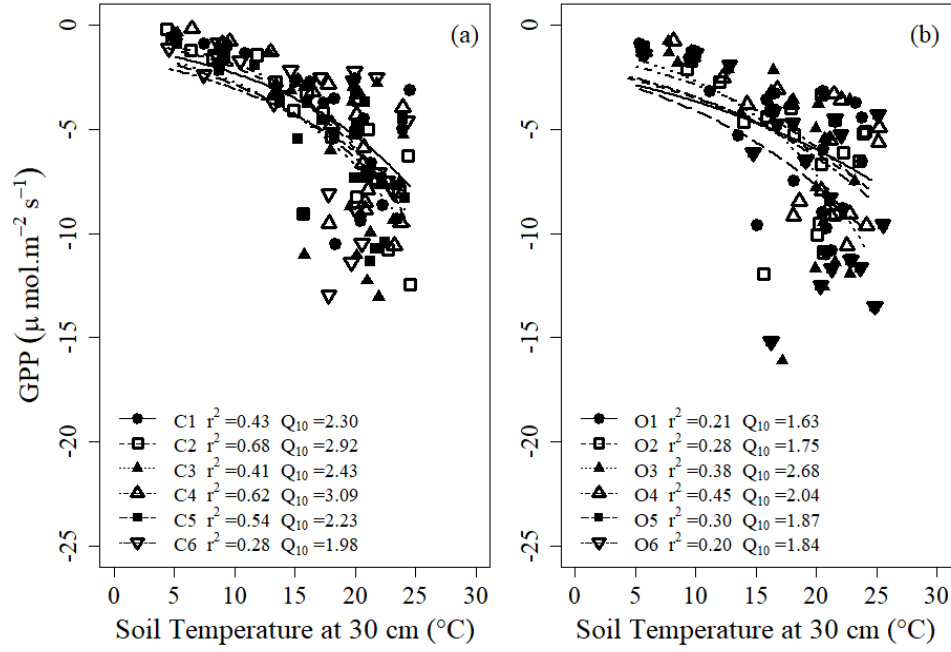 GPP (μ mol.m⁻² s⁻¹)
0
-5
-10
-15
-20
-25
(a)
C1 r² =0.43 Q₁₀ =2.30
C2 r² =0.68 Q₁₀ =2.92
C3 r² =0.41 Q₁₀ =2.43
C4 r² =0.62 Q₁₀ =3.09
C5 r² =0.54 Q₁₀ =2.23
C6 r² =0.28 Q₁₀ =1.98
0 5 10 15 20 25 30
Soil Temperature at 30 cm (°C)
0
-5
-10
-15
-20
-25
(b)
O1 r² =0.21 Q₁₀ =1.63
O2 r² =0.28 Q₁₀ =1.75
O3 r² =0.38 Q₁₀ =2.68
O4 r² =0.45 Q₁₀ =2.04
O5 r² =0.30 Q₁₀ =1.87
O6 r² =0.20 Q₁₀ =1.84
0 5 10 15 20 25 30
Soil Temperature at 30 cm (°C)